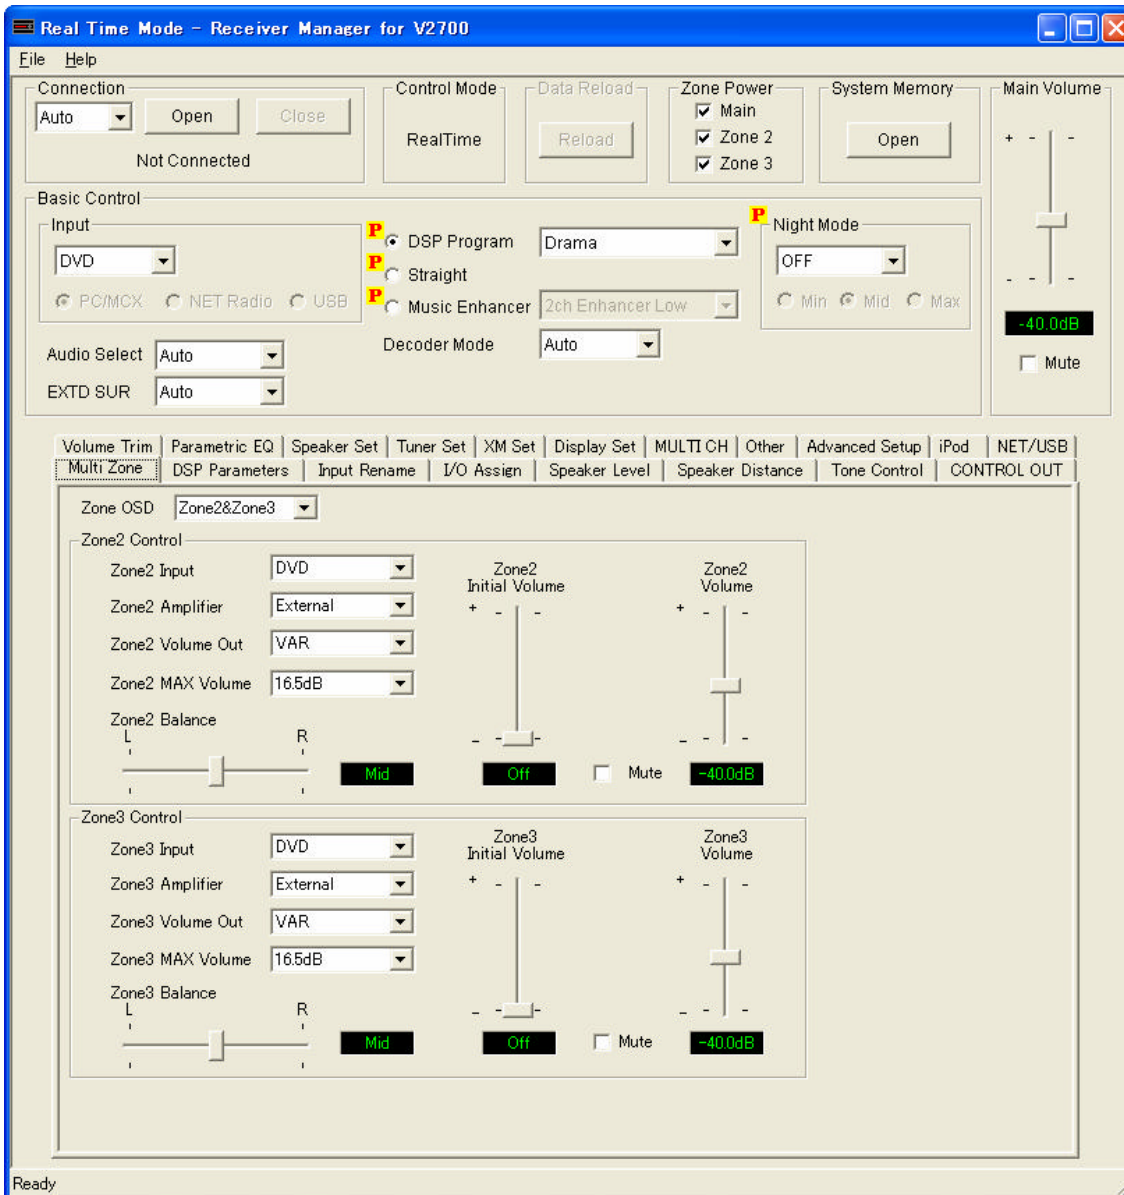 Real Time Mode - Receiver Manager for V2700
File Help
Connection
Auto Open Close
Not Connected
Control Mode
RealTime
Data Reload
Reload
Zone Power
Main
Zone 2
Zone 3
System Memory
Open
Main Volume
+ - -
- - -
-40.0dB
Mute
Basic Control
Input
DVD
PC/MCX NET Radio USB
Audio Select Auto
EXTD SUR Auto
P DSP Program Drama
P Straight
P Music Enhancer 2ch Enhancer Low
Decoder Mode Auto
P Night Mode
OFF
Min Mid Max
Volume Trim Parametric EQ Speaker Set Tuner Set XM Set Display Set MULTI CH Other Advanced Setup iPod NET/USB
Multi Zone DSP Parameters Input Rename I/O Assign Speaker Level Speaker Distance Tone Control CONTROL OUT
Zone OSD Zone2&Zone3
Zone2 Control
Zone2 Input DVD
Zone2 Amplifier External
Zone2 Volume Out VAR
Zone2 MAX Volume 16.5dB
Zone2 Balance
L R
Mid
Zone2
Initial Volume
+ - -
- - -
Off
Zone2
Volume
+ - -
- - -
Mute -40.0dB
Zone3 Control
Zone3 Input DVD
Zone3 Amplifier External
Zone3 Volume Out VAR
Zone3 MAX Volume 16.5dB
Zone3 Balance
L R
Mid
Zone3
Initial Volume
+ - -
- - -
Off
Zone3
Volume
+ - -
- - -
Mute -40.0dB
Ready